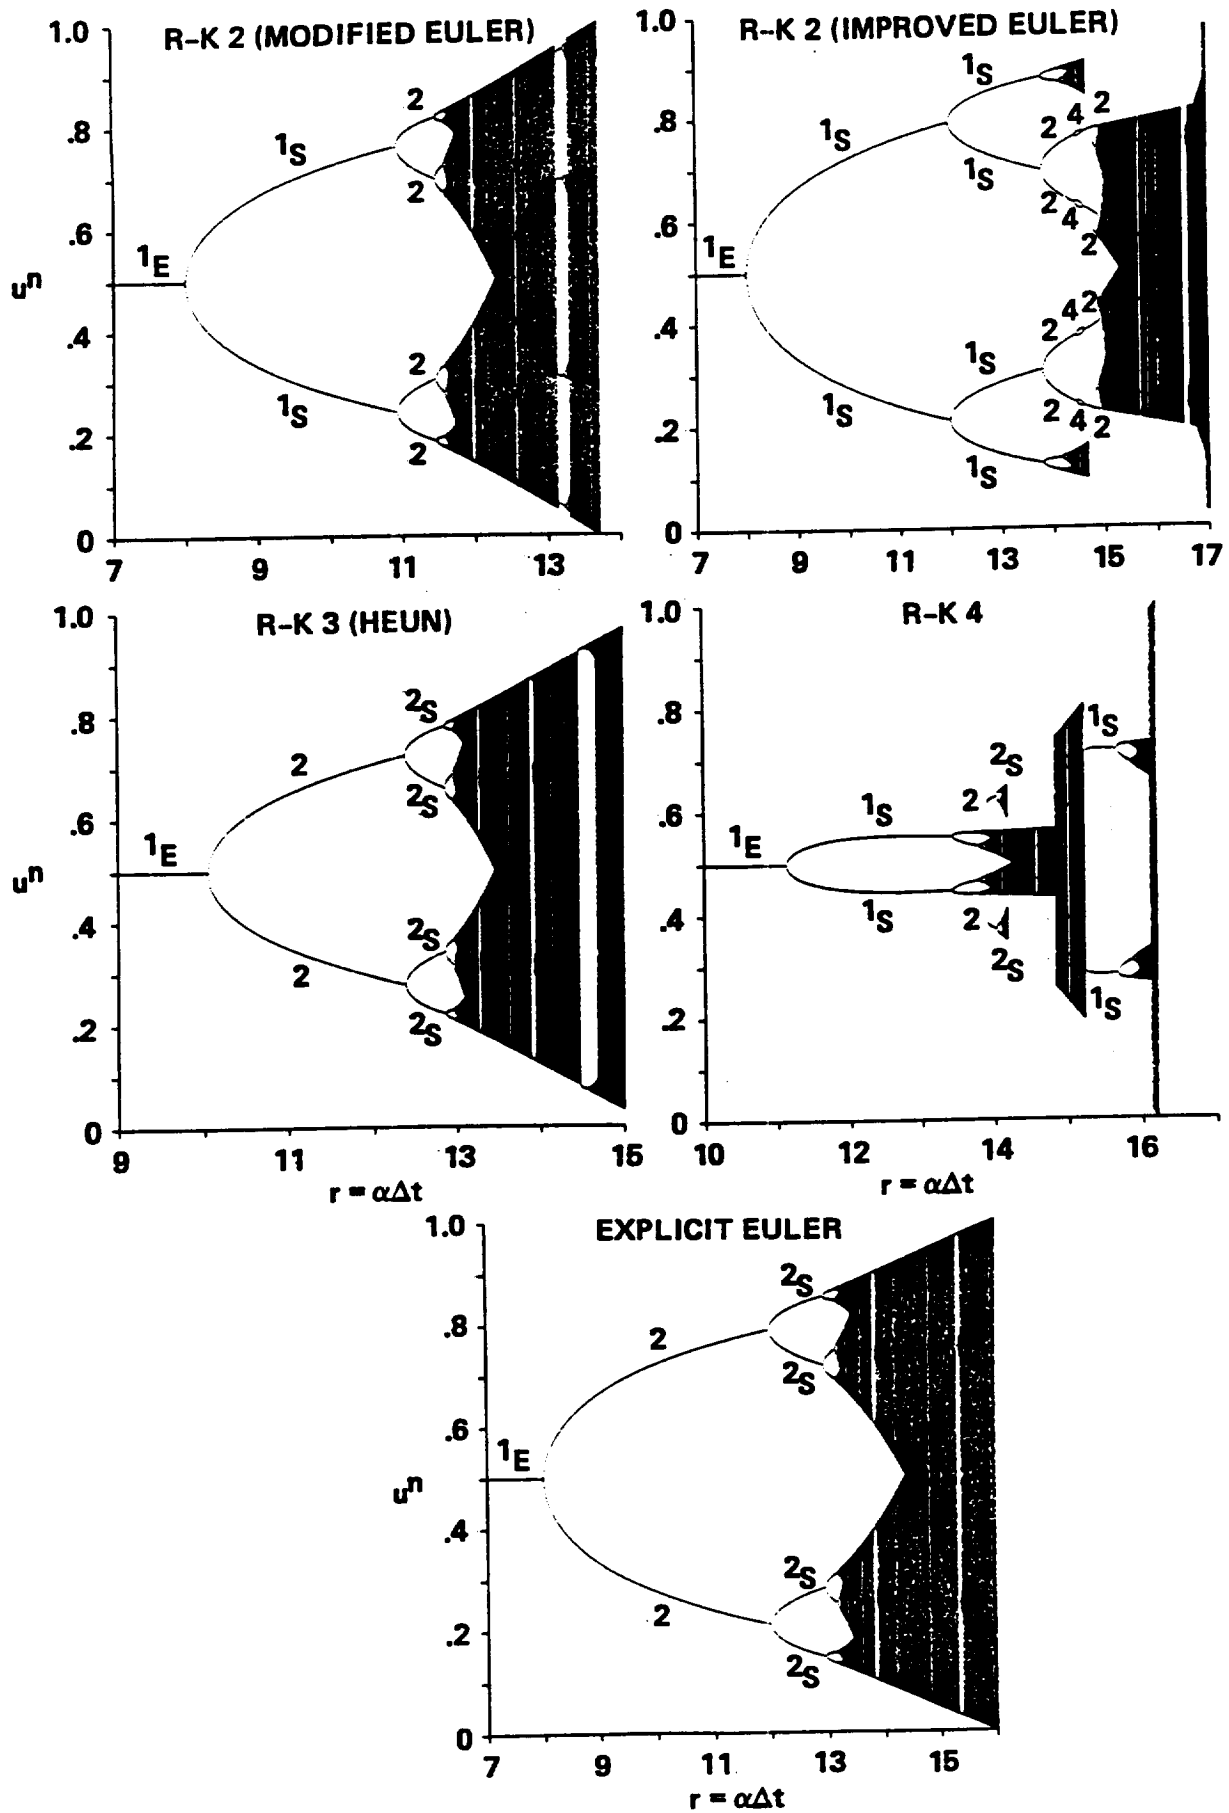 R-K 2 (MODIFIED EULER)
1.0
.8
.6
.4
.2
0
uⁿ
1E
1S
1S
2
2
2
2
7 9 11 13
R-K 2 (IMPROVED EULER)
1.0
.8
.6
.4
.2
0
1E
1S
1S
1S
1S
1S
1S
2 4 2
2 4 2
2 4 2
2 4 2
7 9 11 13 15 17
R-K 3 (HEUN)
1.0
.8
.6
.4
.2
0
uⁿ
1E
2
2
2S
2S
2S
2S
9 11 13 15
r = αΔt
R-K 4
1.0
.8
.6
.4
.2
0
1E
1S
1S
2S
2
2
2S
1S
1S
10 12 14 16
r = αΔt
EXPLICIT EULER
1.0
.8
.6
.4
.2
0
uⁿ
1E
2
2
2S
2S
2S
2S
7 9 11 13 15
r = αΔt